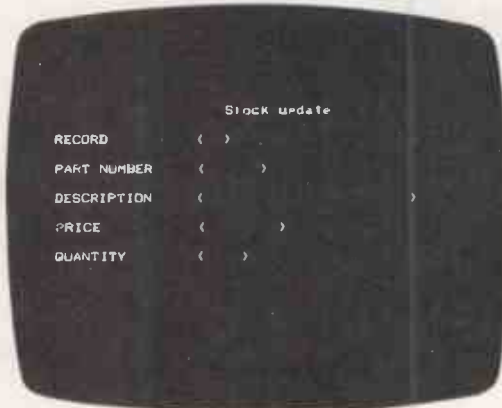 Stock update
RECORD ( )
PART NUMBER ( )
DESCRIPTION ( )
PRICE ( )
QUANTITY ( )